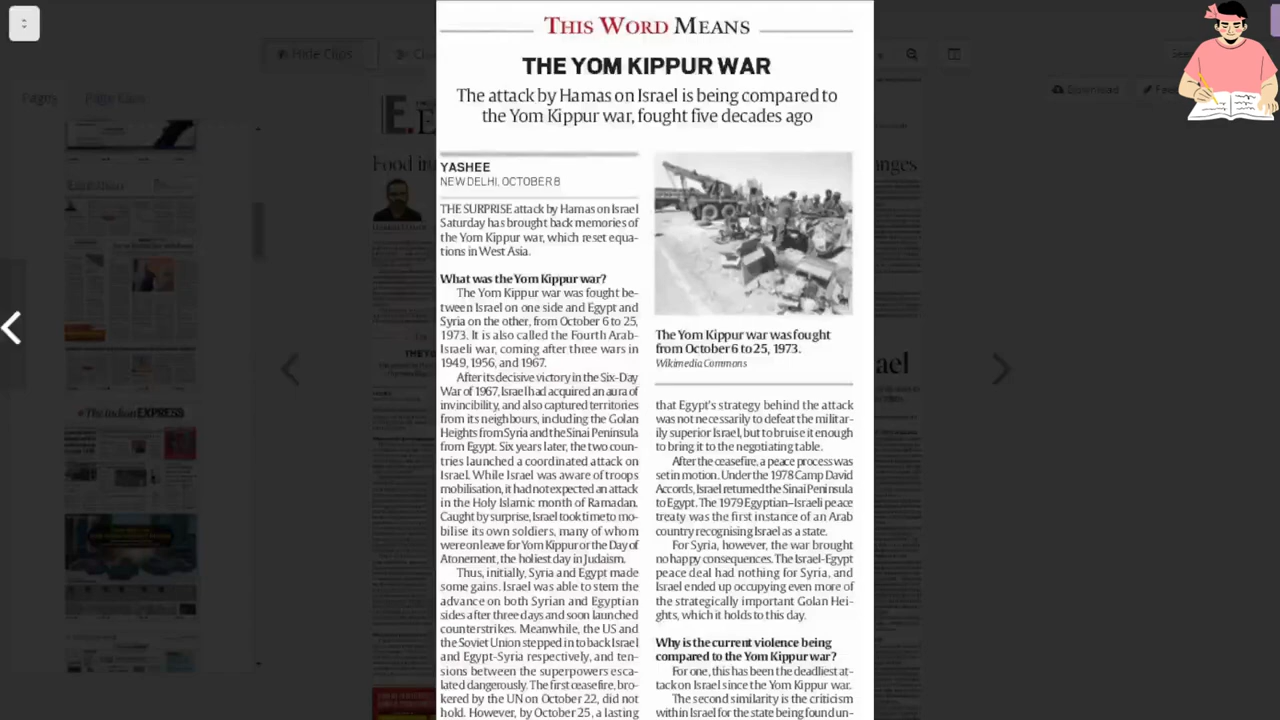 THIS WORD MEANS
THE YOM KIPPUR WAR
The attack by Hamas on Israel is being compared to
the Yom Kippur war, fought five decades ago
YASHEE
NEW DELHI, OCTOBER 8
THE SURPRISE attack by Hamas on Israel
Saturday has brought back memories of
the Yom Kippur war, which reset equa-
tions in West Asia.
What was the Yom Kippur war?
The Yom Kippur war was fought be-
tween Israel on one side and Egypt and
Syria on the other, from October 6 to 25,
1973. It is also called the Fourth Arab-
Israeli war, coming after three wars in
1949, 1956, and 1967.
After its decisive victory in the Six-Day
War of 1967, Israel had acquired an aura of
invincibility, and also captured territories
from its neighbours, including the Golan
Heights from Syria and the Sinai Peninsula
from Egypt. Six years later, the two coun-
tries launched a coordinated attack on
Israel. While Israel was aware of troops
mobilisation, it had not expected an attack
in the Holy Islamic month of Ramadan.
Caught by surprise, Israel took time to mo-
bilise its own soldiers, many of whom
were on leave for Yom Kippur or the Day of
Atonement, the holiest day in Judaism.
Thus, initially, Syria and Egypt made
some gains. Israel was able to stem the
advance on both Syrian and Egyptian
sides after three days and soon launched
counterstrikes. Meanwhile, the US and
the Soviet Union stepped in to back Israel
and Egypt-Syria respectively, and ten-
sions between the superpowers esca-
lated dangerously. The first ceasefire, bro-
kered by the UN on October 22, did not
hold. However, by October 25, a lasting
The Yom Kippur war was fought
from October 6 to 25, 1973.
Wikimedia Commons
that Egypt's strategy behind the attack
was not necessarily to defeat the militar-
ily superior Israel, but to bruise it enough
to bring it to the negotiating table.
After the ceasefire, a peace process was
set in motion. Under the 1978 Camp David
Accords, Israel returned the Sinai Peninsula
to Egypt. The 1979 Egyptian–Israeli peace
treaty was the first instance of an Arab
country recognising Israel as a state.
For Syria, however, the war brought
no happy consequences. The Israel-Egypt
peace deal had nothing for Syria, and
Israel ended up occupying even more of
the strategically important Golan Hei-
ghts, which it holds to this day.
Why is the current violence being
compared to the Yom Kippur war?
For one, this has been the deadliest at-
tack on Israel since the Yom Kippur war.
The second similarity is the criticism
within Israel for the state being found un-
Hide Clips
Pages
Download
The Indian EXPRESS